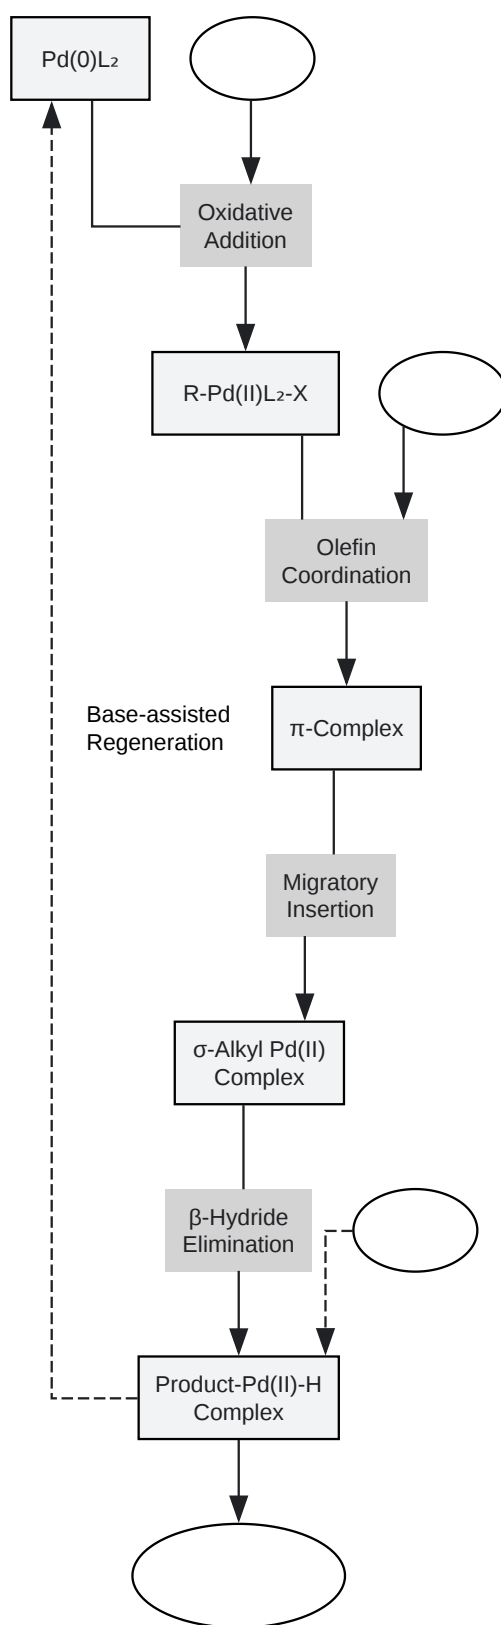 Pd(0)L₂
Oxidative
Addition
R-Pd(II)L₂-X
Olefin
Coordination
Base-assisted
Regeneration
π-Complex
Migratory
Insertion
σ-Alkyl Pd(II)
Complex
β-Hydride
Elimination
Product-Pd(II)-H
Complex